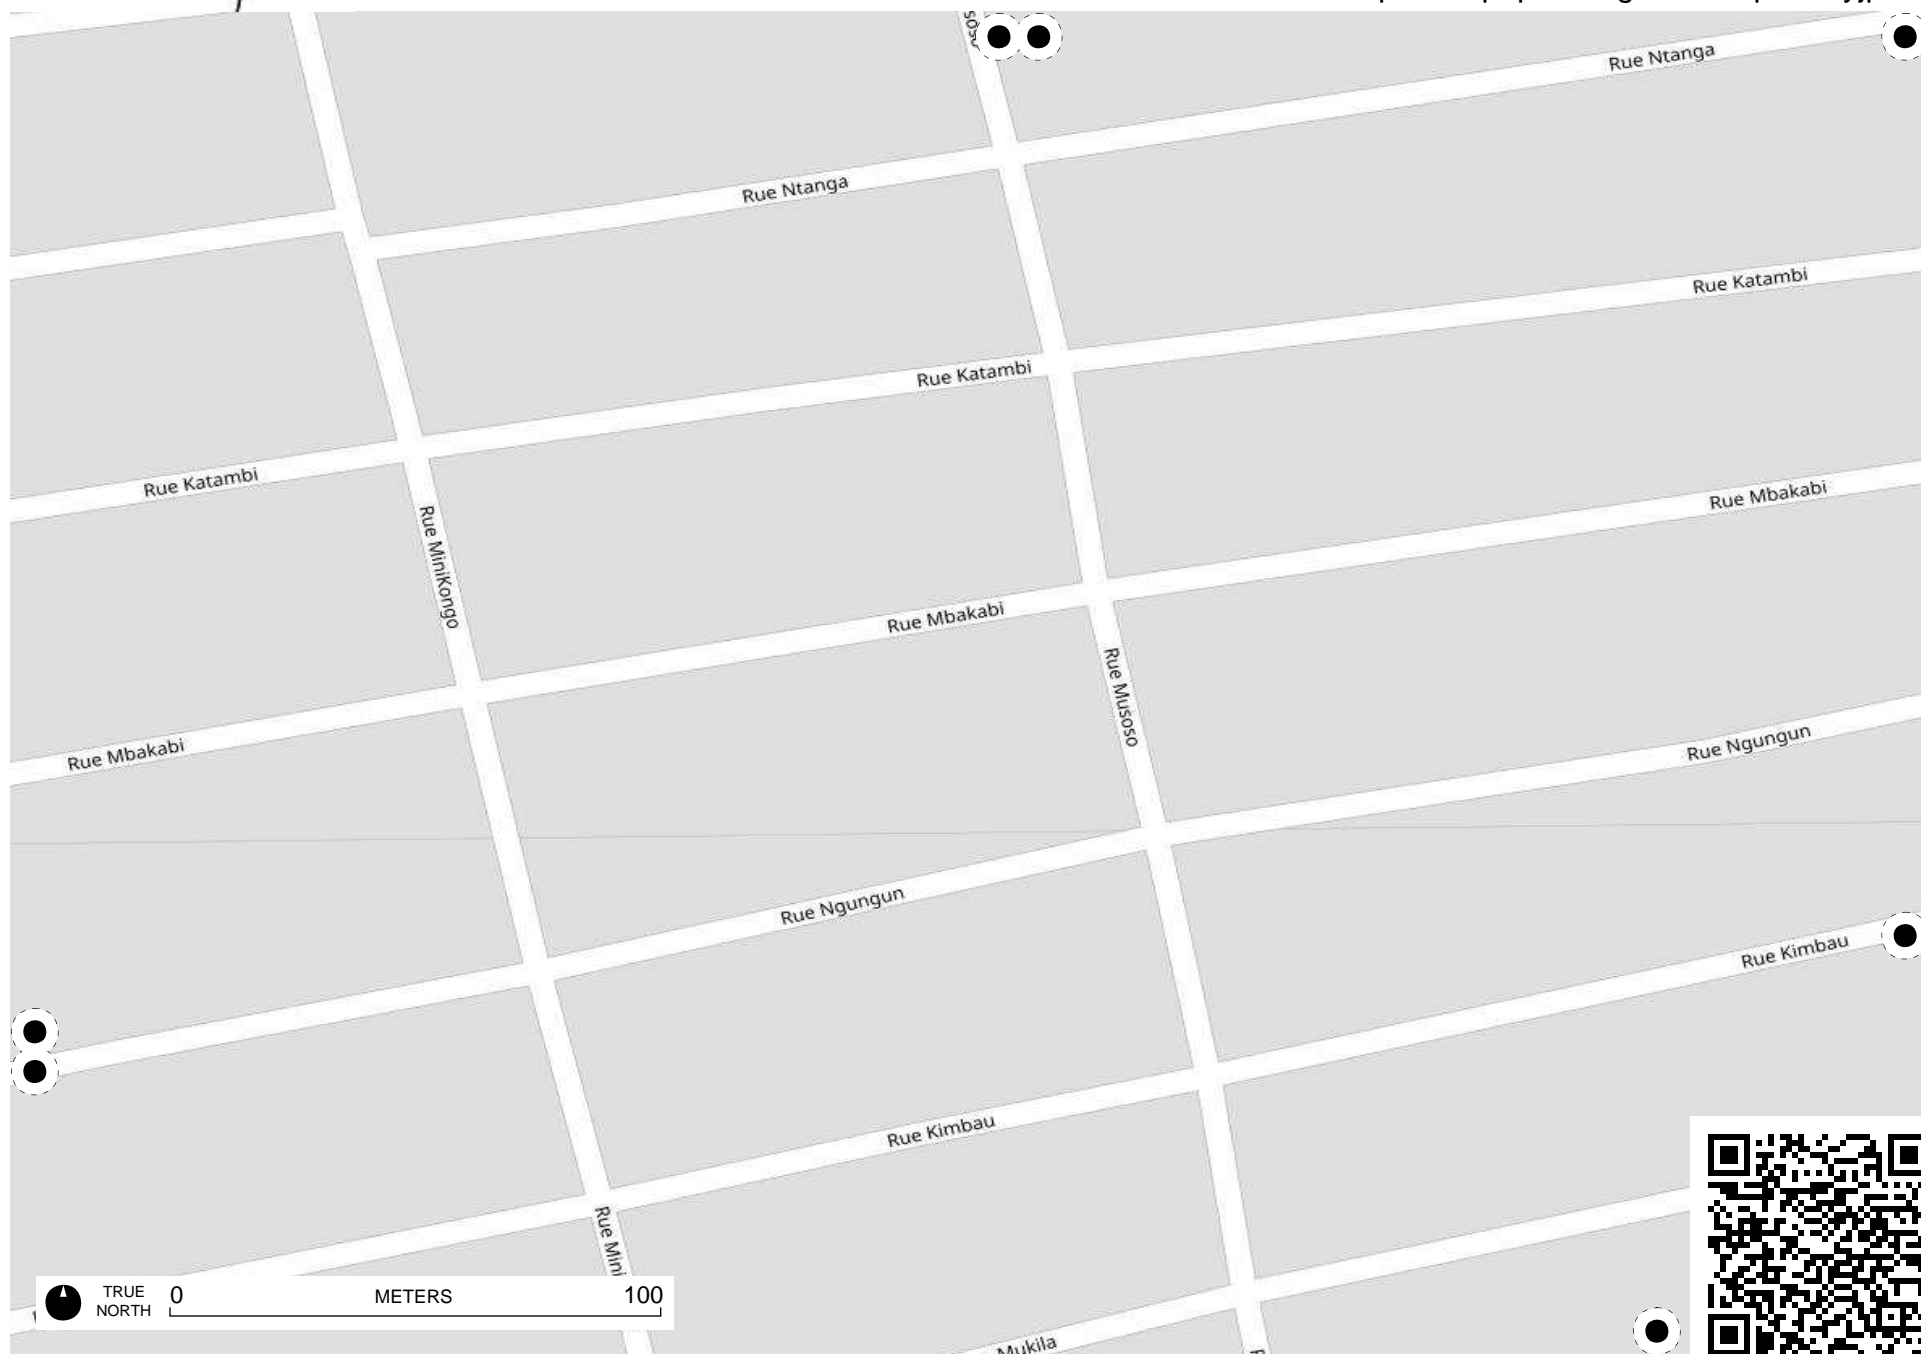 Rue Ntanga
Rue Ntanga
Rue Katambi
Rue Katambi
Rue Katambi
Rue MiniKongo
Rue Mbakabi
Rue Mbakabi
Rue Musoso
Rue Mbakabi
Rue Ngungun
Rue Ngungun
Rue Kimbau
Rue Kimbau
Rue Mini
TRUE
NORTH
0
METERS
100
Mukila